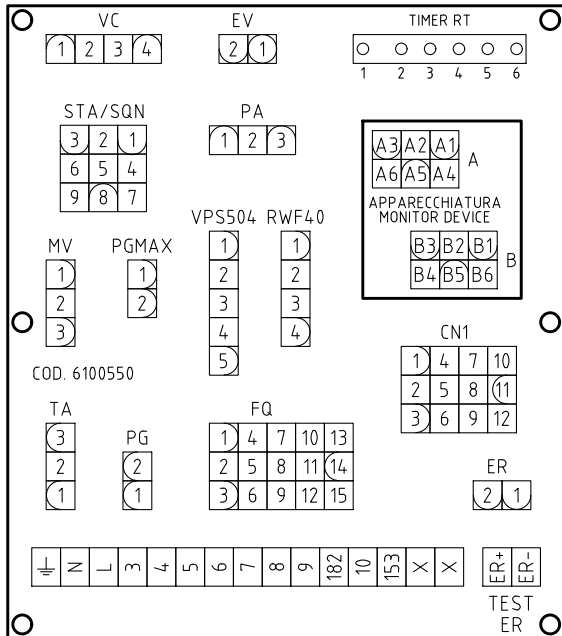 VC EV TIMER RT
1 2 3 4 2 1
1 2 3 4 5 6
STA/SQN PA
3 2 1 1 2 3
6 5 4
9 8 7
A3 A2 A1 A
A6 A5 A4
APPARECCHIATURA
MONITOR DEVICE
B3 B2 B1 B
B4 B5 B6
VPS504 RWF40
1 1
2 2
3 3
4 4
5
MV PGMAX
1 1
2 2
3
CN1
1 4 7 10
2 5 8 11
3 6 9 12
COD. 6100550
TA PG FQ
3 2
2 1
1
1 4 7 10 13
2 5 8 11 14
3 6 9 12 15
ER
2 1
N L 3 4 5 6 7 8 9 182 10 153 X X
ER+ ER-
TEST
ER